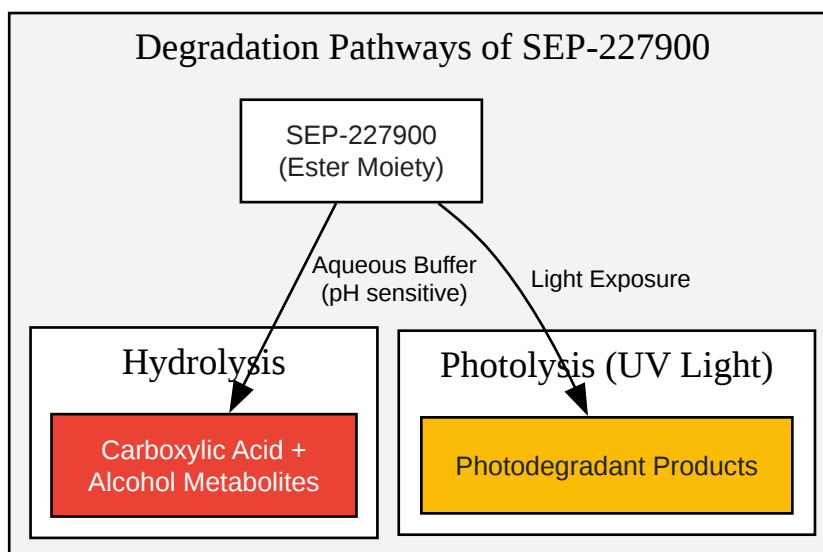 Degradation Pathways of SEP-227900
SEP-227900
(Ester Moiety)
Aqueous Buffer
(pH sensitive)
Light Exposure
Hydrolysis
Photolysis (UV Light)
Carboxylic Acid +
Alcohol Metabolites
Photodegradant Products